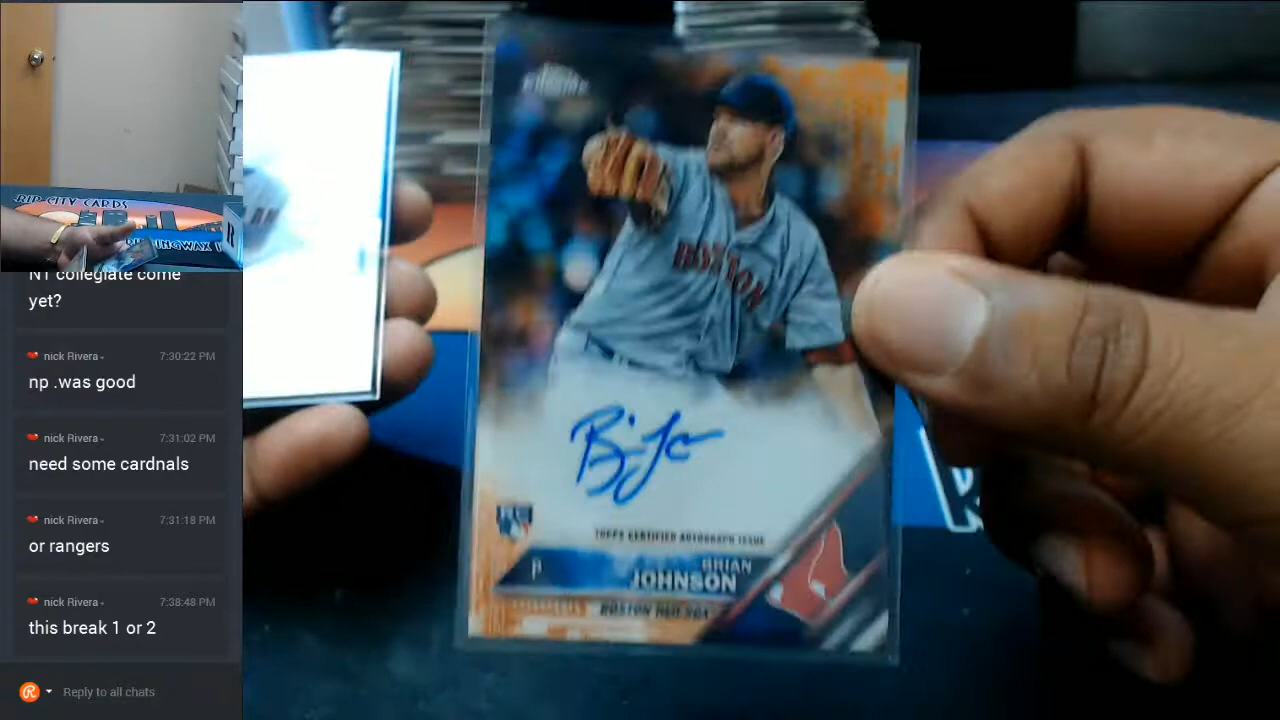 RIP CITY CARDS
RIPPINGWAX
NT collegiate come
yet?
nick Rivera
7:30:22 PM
np .was good
nick Rivera
7:31:02 PM
need some cardnals
nick Rivera
7:31:18 PM
or rangers
nick Rivera
7:38:48 PM
this break 1 or 2
Reply to all chats
Chrome
BOSTON
TOPPS CERTIFIED AUTOGRAPH ISSUE
P
BRIAN
JOHNSON
BOSTON RED SOX